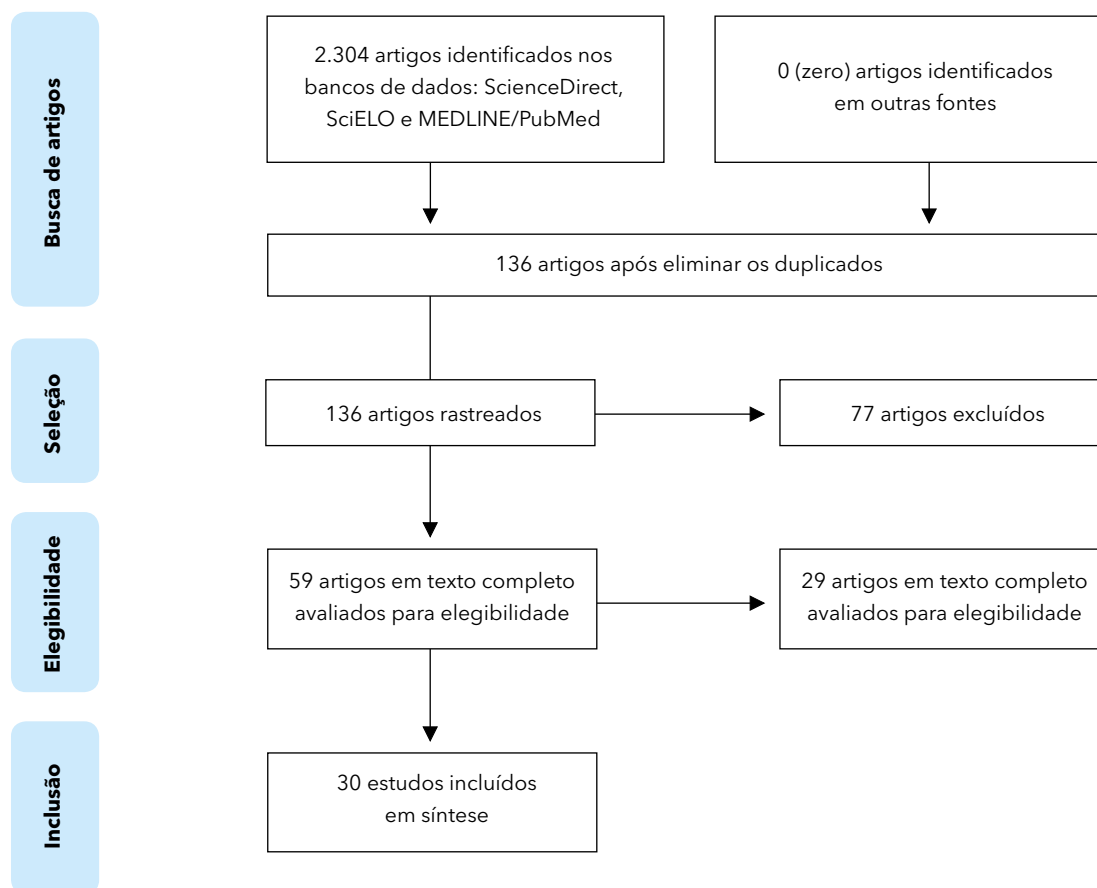 Busca de artigos
2.304 artigos identificados nos
bancos de dados: ScienceDirect,
SciELO e MEDLINE/PubMed
0 (zero) artigos identificados
em outras fontes
136 artigos após eliminar os duplicados
Seleção
136 artigos rastreados
77 artigos excluídos
Elegibilidade
59 artigos em texto completo
avaliados para elegibilidade
29 artigos em texto completo
avaliados para elegibilidade
Inclusão
30 estudos incluídos
em síntese